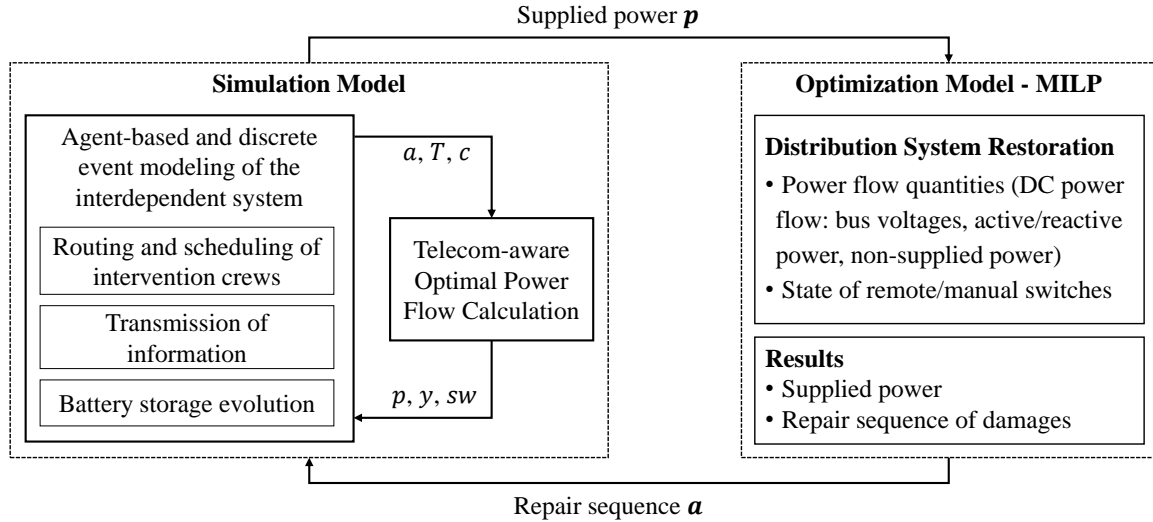 Supplied power p
Simulation Model
Agent-based and discrete
event modeling of the
interdependent system
Routing and scheduling of
intervention crews
Transmission of
information
Battery storage evolution
a, T, c
Telecom-aware
Optimal Power
Flow Calculation
p, y, sw
Optimization Model - MILP
Distribution System Restoration
• Power flow quantities (DC power
flow: bus voltages, active/reactive
power, non-supplied power)
• State of remote/manual switches
Results
• Supplied power
• Repair sequence of damages
Repair sequence a